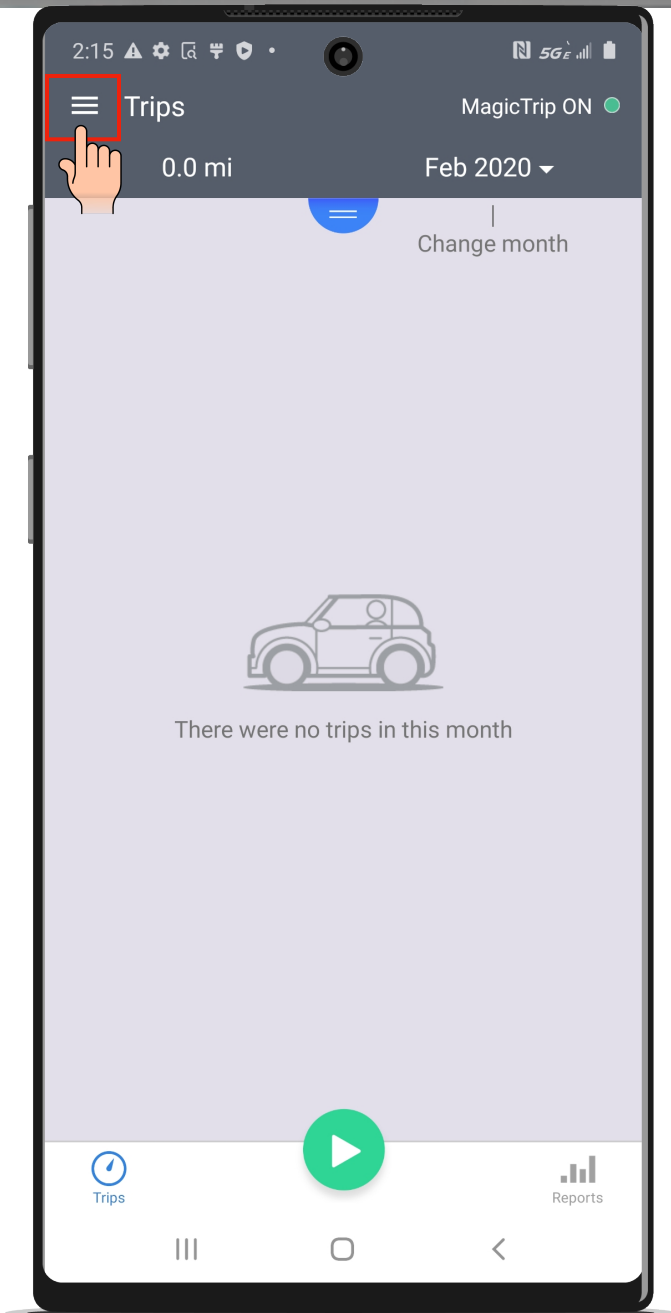 2:15 5GE
Trips MagicTrip ON
0.0 mi Feb 2020
Change month
There were no trips in this month
Trips Reports